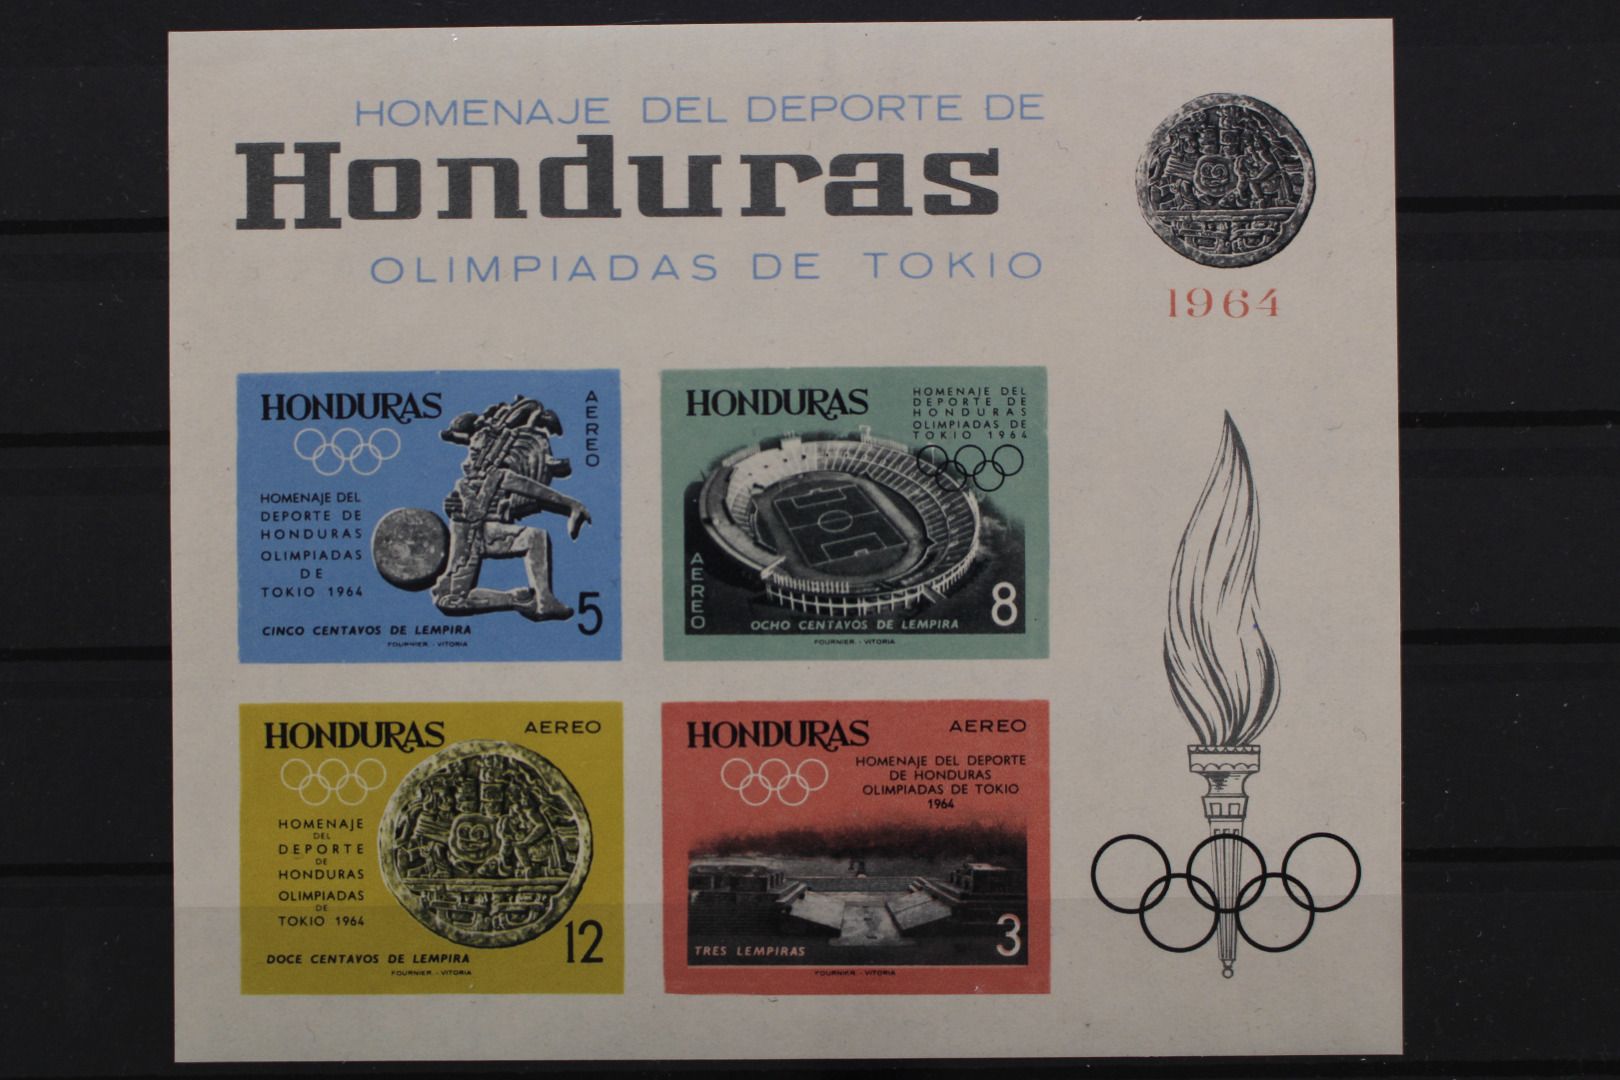 HOMENAJE DEL DEPORTE DE
Honduras
OLIMPIADAS DE TOKIO
1964
HONDURAS
AEREO
HOMENAJE DEL
DEPORTE DE
HONDURAS
OLIMPIADAS
DE
TOKIO 1964
5
CINCO CENTAVOS DE LEMPIRA
FOURNIER. - VITORIA
HONDURAS
HOMENAJE DEL
DEPORTE DE
HONDURAS
OLIMPIADAS DE
TOKIO 1964
AEREO
8
OCHO CENTAVOS DE LEMPIRA
FOURNIER. - VITORIA
HONDURAS
AEREO
HOMENAJE
DEL
DEPORTE
DE
HONDURAS
OLIMPIADAS
DE
TOKIO 1964
12
DOCE CENTAVOS DE LEMPIRA
FOURNIER. - VITORIA
HONDURAS
AEREO
HOMENAJE DEL DEPORTE
DE HONDURAS
OLIMPIADAS DE TOKIO
1964
3
TRES LEMPIRAS
FOURNIER. - VITORIA